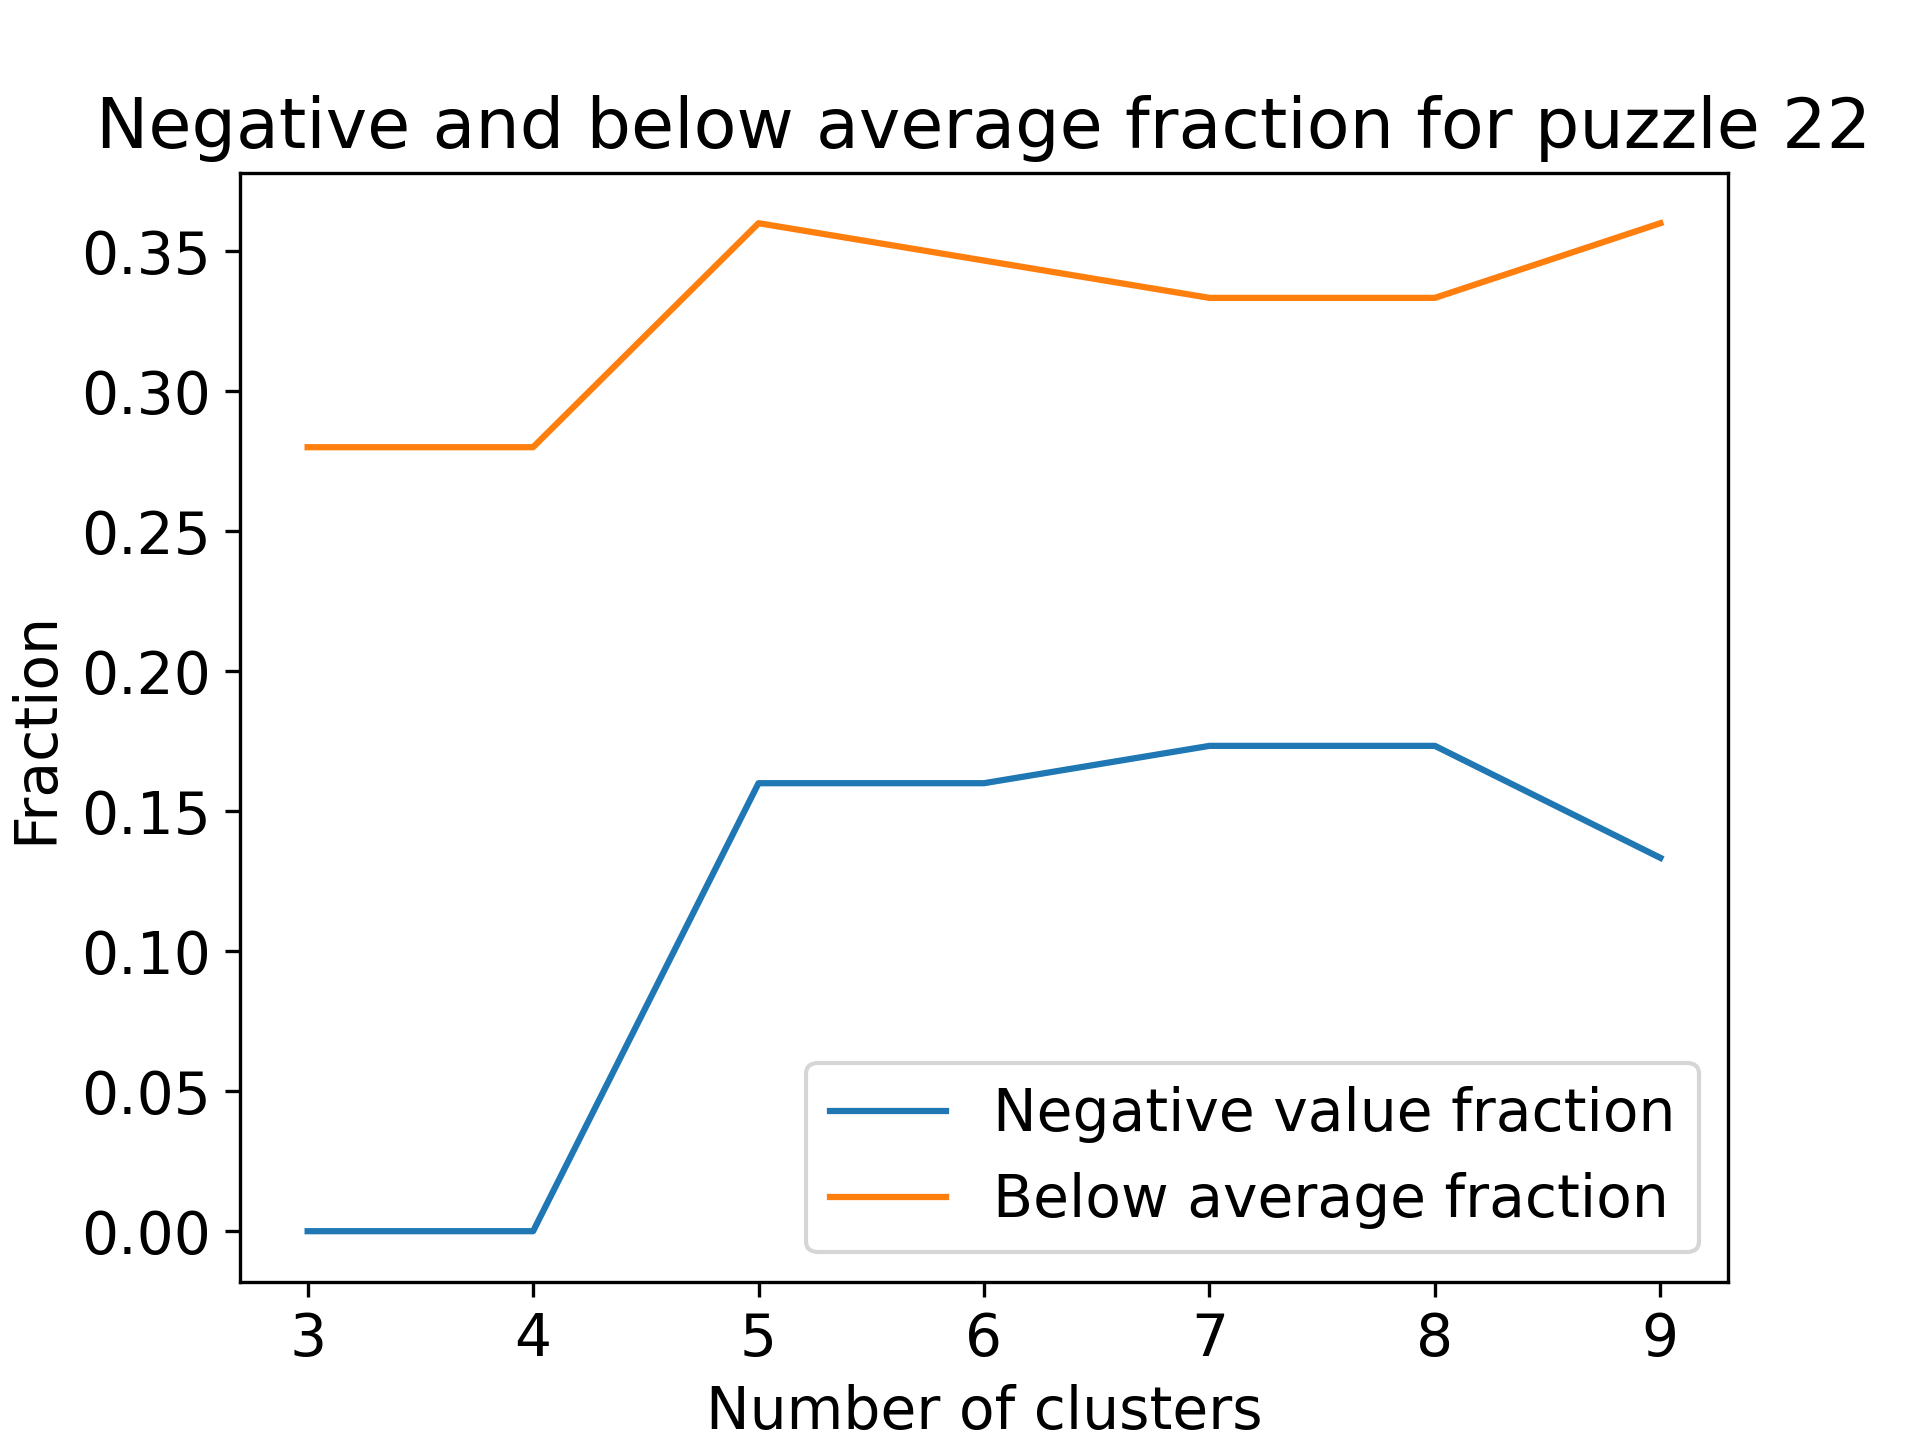 Negative and below average fraction for puzzle 22
0.35
0.30
0.25
0.20
0.15
0.10
0.05
0.00
Fraction
Negative value fraction
Below average fraction
3 4 5 6 7 8 9
Number of clusters